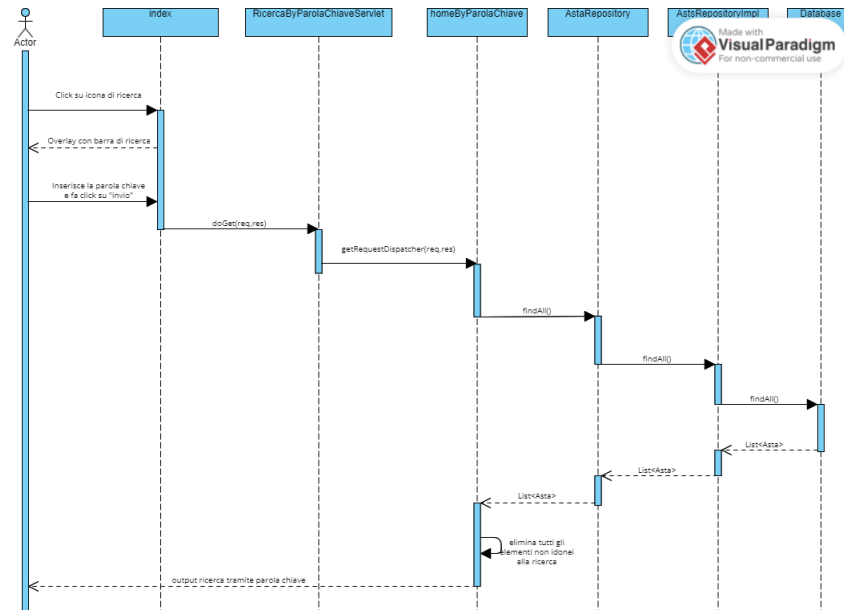 index
RicercaByParolaChiaveServlet
homeByParolaChiave
AstaRepository
AstsRepositoryImpl
Database
Actor
Made with
VisualParadigm
For non-commercial use
Click su icona di ricerca
Overlay con barra di ricerca
Inserisce la parola chiave
e fa click su "invio"
doGet(req,res)
getRequestDispatcher(req,res)
findAll()
findAll()
findAll()
List<Asta>
List<Asta>
List<Asta>
elimina tutti gli
elementi non idonei
alla ricerca
output ricerca tramite parola chiave